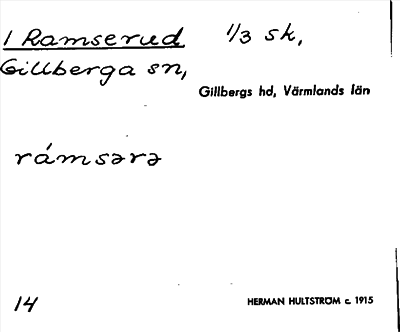 1 Ramserud 1/3 sk,
Gillberga sn,
Gillbergs hd, Värmlands län
rámsərə
14
HERMAN HULTSTRÖM c. 1915